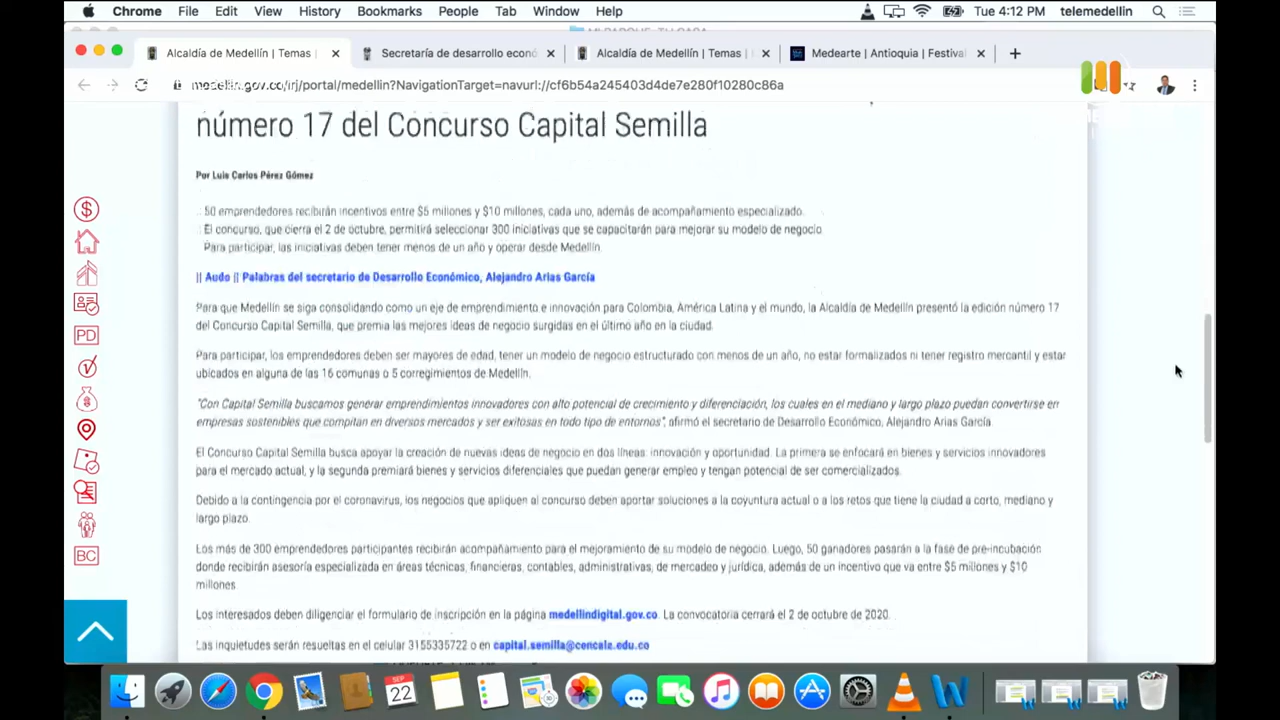 Chrome File Edit View History Bookmarks People Tab Window Help Tue 4:12 PM telemedellin
Alcaldía de Medellín | Temas | Secretaría de desarrollo econó Alcaldía de Medellín | Temas | Medearte | Antioquia | Festival
medellin.gov.co/irj/portal/medellin?NavigationTarget=navurl://cf6b54a245403d4de7e280f10280c86a
número 17 del Concurso Capital Semilla
Por Luis Carlos Pérez Gómez
50 emprendedores recibirán incentivos entre $5 millones y $10 millones, cada uno, además de acompañamiento especializado.
El concurso, que cierra el 2 de octubre, permitirá seleccionar 300 iniciativas que se capacitarán para mejorar su modelo de negocio
Para participar, las iniciativas deben tener menos de un año y operar desde Medellín.
|| Audo || Palabras del secretario de Desarrollo Económico, Alejandro Arias García
Para que Medellín se siga consolidando como un eje de emprendimiento e innovación para Colombia, América Latina y el mundo, la Alcaldía de Medellín presentó la edición número 17
del Concurso Capital Semilla, que premia las mejores ideas de negocio surgidas en el último año en la ciudad.
Para participar, los emprendedores deben ser mayores de edad, tener un modelo de negocio estructurado con menos de un año, no estar formalizados ni tener registro mercantil y estar
ubicados en alguna de las 16 comunas o 5 corregimientos de Medellín.
"Con Capital Semilla buscamos generar emprendimientos innovadores con alto potencial de crecimiento y diferenciación, los cuales en el mediano y largo plazo puedan convertirse en
empresas sostenibles que compitan en diversos mercados y ser exitosas en todo tipo de entornos", afirmó el secretario de Desarrollo Económico, Alejandro Arias García.
El Concurso Capital Semilla busca apoyar la creación de nuevas ideas de negocio en dos líneas: innovación y oportunidad. La primera se enfocará en bienes y servicios innovadores
para el mercado actual, y la segunda premiará bienes y servicios diferenciales que puedan generar empleo y tengan potencial de ser comercializados.
Debido a la contingencia por el coronavirus, los negocios que apliquen al concurso deben aportar soluciones a la coyuntura actual o a los retos que tiene la ciudad a corto, mediano y
largo plazo.
Los más de 300 emprendedores participantes recibirán acompañamiento para el mejoramiento de su modelo de negocio. Luego, 50 ganadores pasarán a la fase de pre-incubación
donde recibirán asesoría especializada en áreas técnicas, financieras, contables, administrativas, de mercadeo y jurídica, además de un incentivo que va entre $5 millones y $10
millones.
Los interesados deben diligenciar el formulario de inscripción en la página medellindigital.gov.co. La convocatoria cerrará el 2 de octubre de 2020.
Las inquietudes serán resueltas en el celular 3155335722 o en capital.semilla@cencale.edu.co
PD
BC
SEP
22